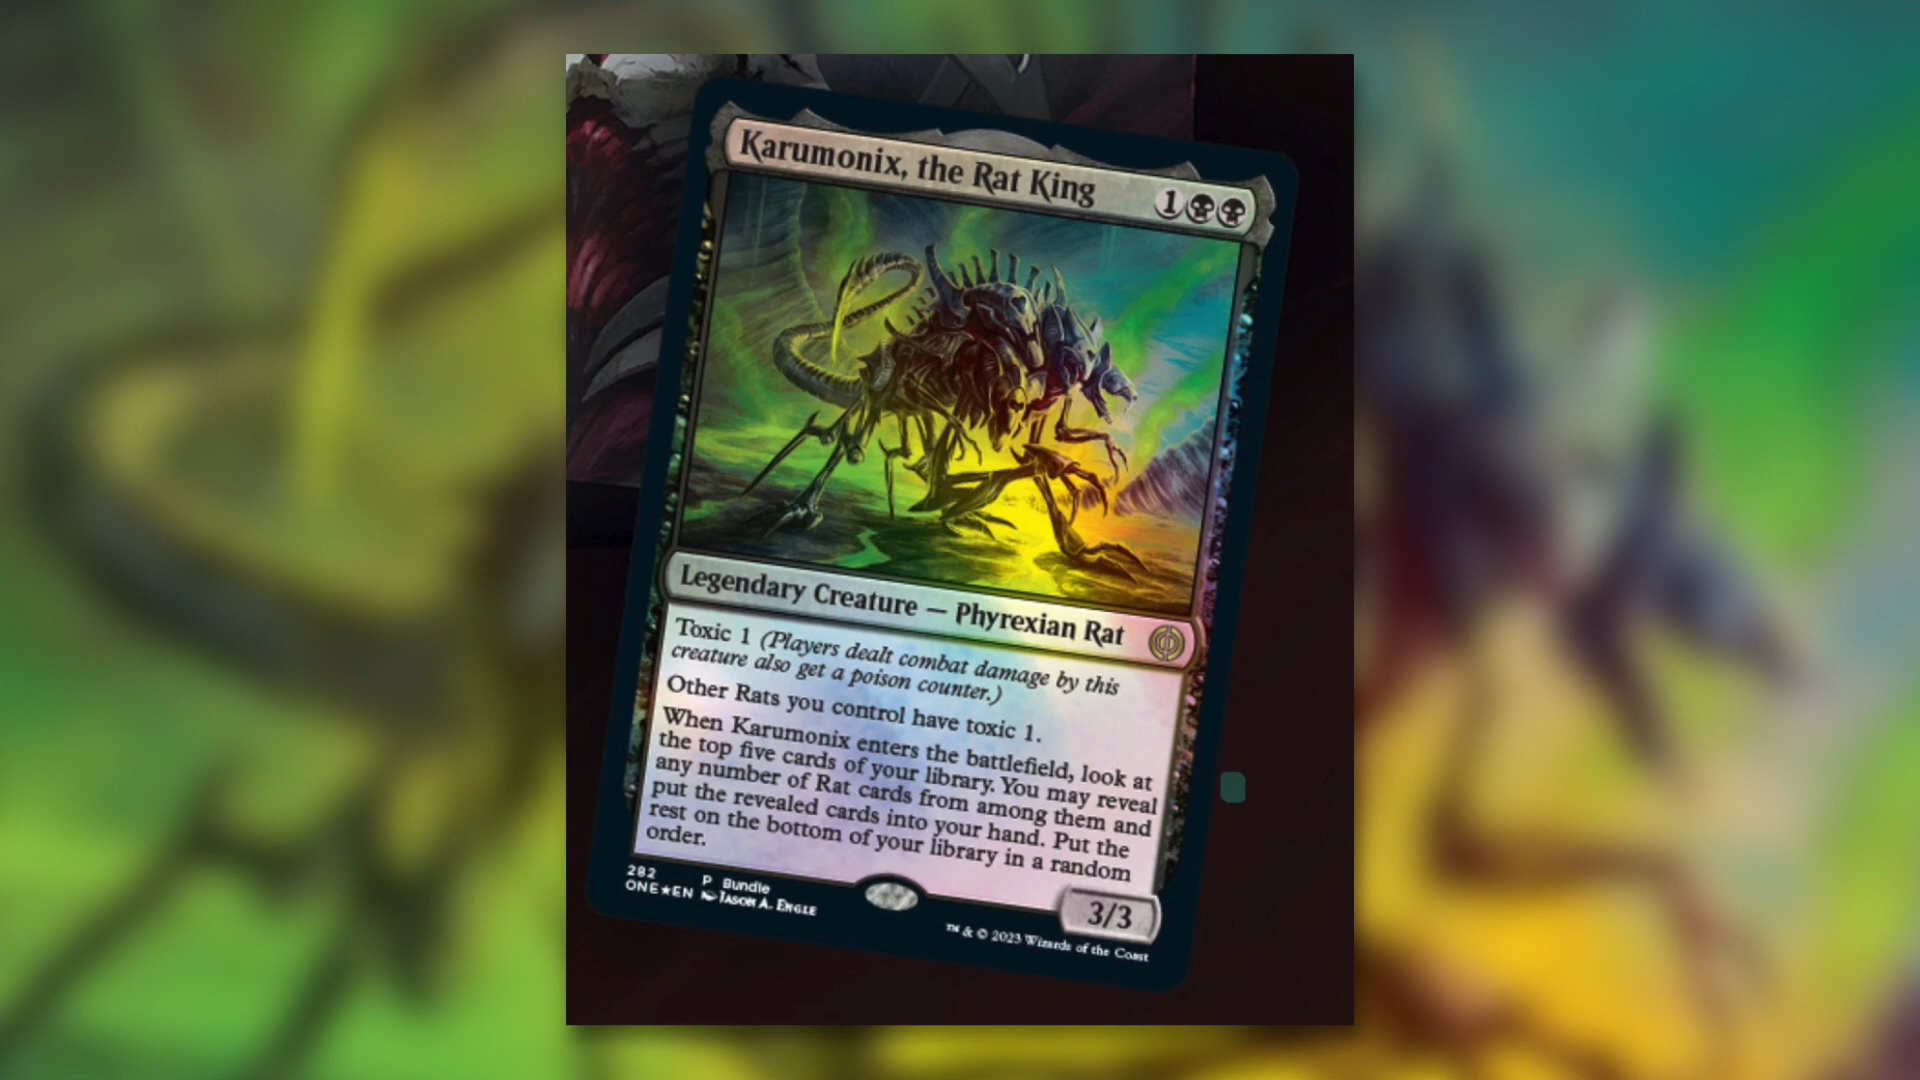 Karumonix, the Rat King
1
Legendary Creature — Phyrexian Rat
Toxic 1 (Players dealt combat damage by this
creature also get a poison counter.)
Other Rats you control have toxic 1.
When Karumonix enters the battlefield, look at
the top five cards of your library. You may reveal
any number of Rat cards from among them and
put the revealed cards into your hand. Put the
rest on the bottom of your library in a random
order.
3/3
282 P Bundle
ONE★EN JASON A. ENGLE
™ & © 2023 Wizards of the Coast